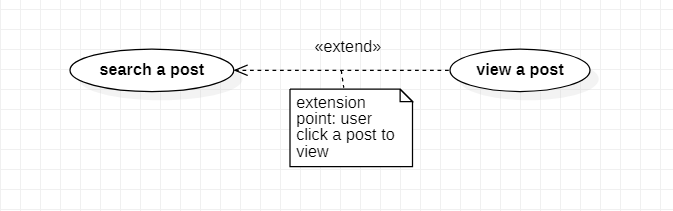 «extend»
search a post
view a post
extension
point: user
click a post to
view